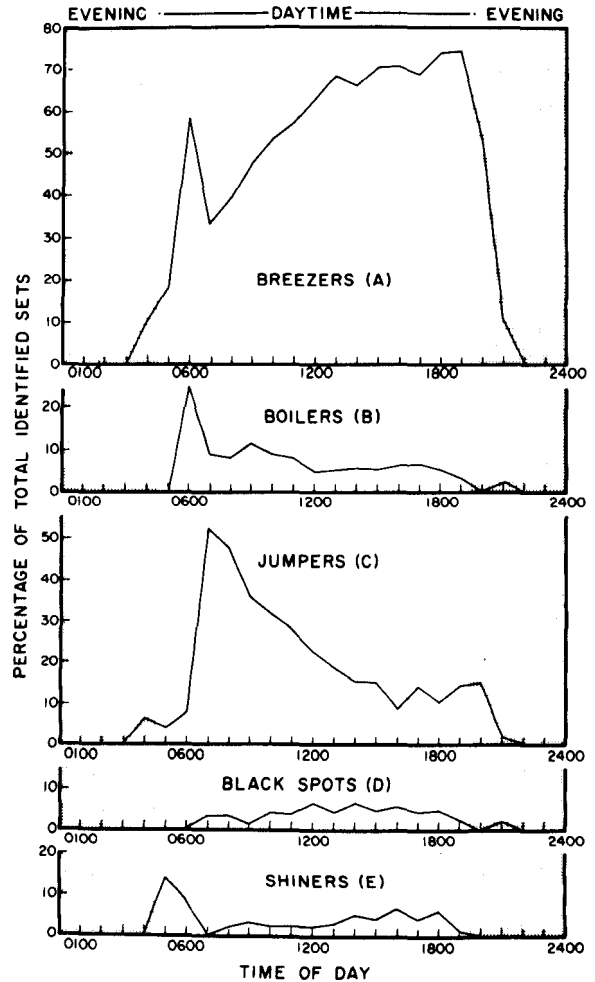 EVENING DAYTIME EVENING
80
70
60
50
40
30
20
10
0
BREEZERS (A)
0100 0600 1200 1800 2400
20
10
0
BOILERS (B)
0100 0600 1200 1800 2400
50
40
30
20
10
0
JUMPERS (C)
0100 0600 1200 1800 2400
10
0
BLACK SPOTS (D)
0100 0600 1200 1800 2400
20
10
0
SHINERS (E)
0100 0600 1200 1800 2400
TIME OF DAY
PERCENTAGE OF TOTAL IDENTIFIED SETS